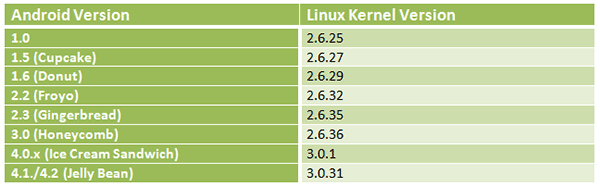 Android Version Linux Kernel Version
1.0 2.6.25
1.5 (Cupcake) 2.6.27
1.6 (Donut) 2.6.29
2.2 (Froyo) 2.6.32
2.3 (Gingerbread) 2.6.35
3.0 (Honeycomb) 2.6.36
4.0.x (Ice Cream Sandwich) 3.0.1
4.1./4.2 (Jelly Bean) 3.0.31